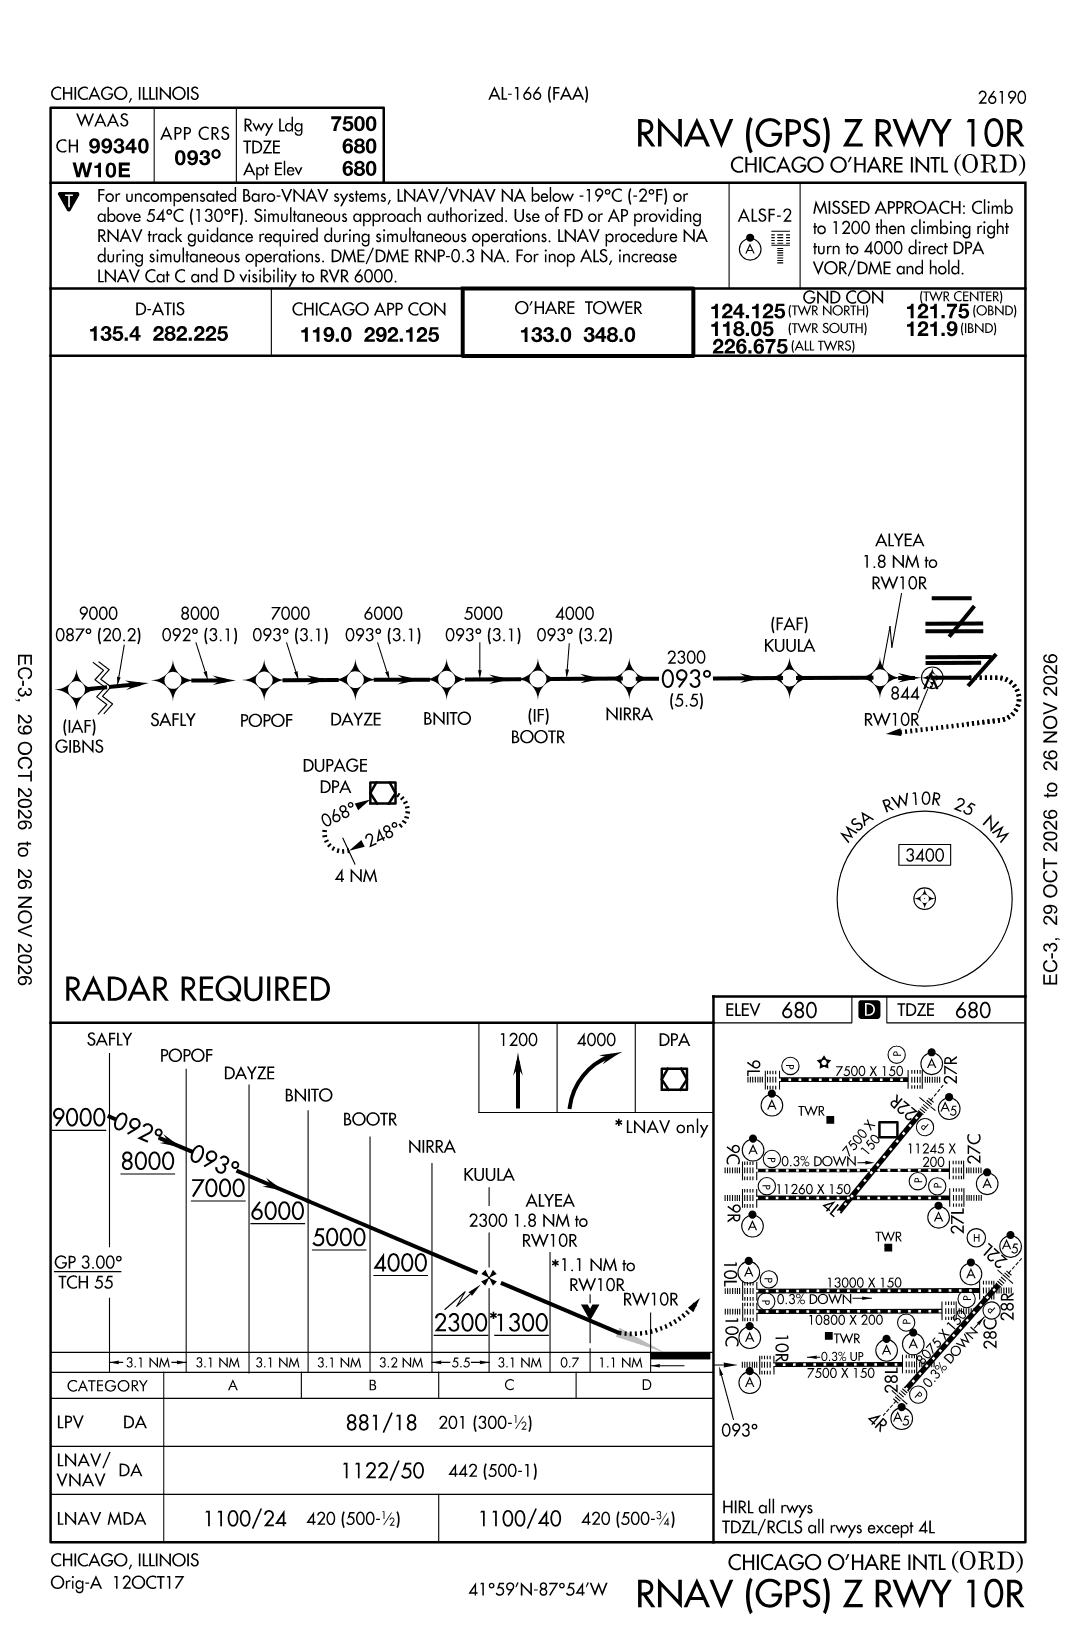 CHICAGO, ILLINOIS
AL-166 (FAA)
26190
WAAS
CH 99340
W10E
APP CRS
093°
Rwy Ldg 7500
TDZE 680
Apt Elev 680
RNAV (GPS) Z RWY 10R
CHICAGO O'HARE INTL (ORD)
T
For uncompensated Baro-VNAV systems, LNAV/VNAV NA below -19°C (-2°F) or
above 54°C (130°F). Simultaneous approach authorized. Use of FD or AP providing
RNAV track guidance required during simultaneous operations. LNAV procedure NA
during simultaneous operations. DME/DME RNP-0.3 NA. For inop ALS, increase
LNAV Cat C and D visibility to RVR 6000.
ALSF-2
A
MISSED APPROACH: Climb
to 1200 then climbing right
turn to 4000 direct DPA
VOR/DME and hold.
D-ATIS
135.4 282.225
CHICAGO APP CON
119.0 292.125
O'HARE TOWER
133.0 348.0
GND CON
124.125 (TWR NORTH)
118.05 (TWR SOUTH)
226.675 (ALL TWRS)
(TWR CENTER)
121.75 (OBND)
121.9 (IBND)
ALYEA
1.8 NM to
RW10R
9000
087° (20.2)
8000
092° (3.1)
7000
093° (3.1)
6000
093° (3.1)
5000
093° (3.1)
4000
093° (3.2)
2300
093°
(5.5)
(FAF)
KUULA
844
RW10R
(IAF)
GIBNS
SAFLY
POPOF
DAYZE
BNITO
(IF)
BOOTR
NIRRA
DUPAGE
DPA
068°
248°
4 NM
MSA RW10R 25 NM
3400
RADAR REQUIRED
EC-3, 29 OCT 2026 to 26 NOV 2026
EC-3, 29 OCT 2026 to 26 NOV 2026
SAFLY
POPOF
DAYZE
BNITO
BOOTR
NIRRA
KUULA
2300
ALYEA
1.8 NM to
RW10R
*1.1 NM to
RW10R
RW10R
1200
4000
DPA
*LNAV only
9000
092°
093°
8000
7000
6000
5000
4000
2300
*1300
GP 3.00°
TCH 55
3.1 NM
3.1 NM
3.1 NM
3.1 NM
3.2 NM
5.5
3.1 NM
0.7
1.1 NM
CATEGORY A B C D
LPV DA 881/18 201 (300-½)
LNAV/
VNAV DA 1122/50 442 (500-1)
LNAV MDA 1100/24 420 (500-½) 1100/40 420 (500-¾)
ELEV 680 D TDZE 680
9L
7500 X 150
27R
TWR
22R
7500 X
150
4L
9C
0.3% DOWN
11245 X
200
27C
9R
11260 X 150
27L
TWR
22L
10L
13000 X 150
28R
0.3% DOWN
10C
10800 X 200
28C
TWR
10R
0.3% UP
7500 X 150
28L
8075 X 150
0.3% DOWN
4R
093°
HIRL all rwys
TDZL/RCLS all rwys except 4L
CHICAGO, ILLINOIS
Orig-A 12OCT17
41°59'N-87°54'W
CHICAGO O'HARE INTL (ORD)
RNAV (GPS) Z RWY 10R